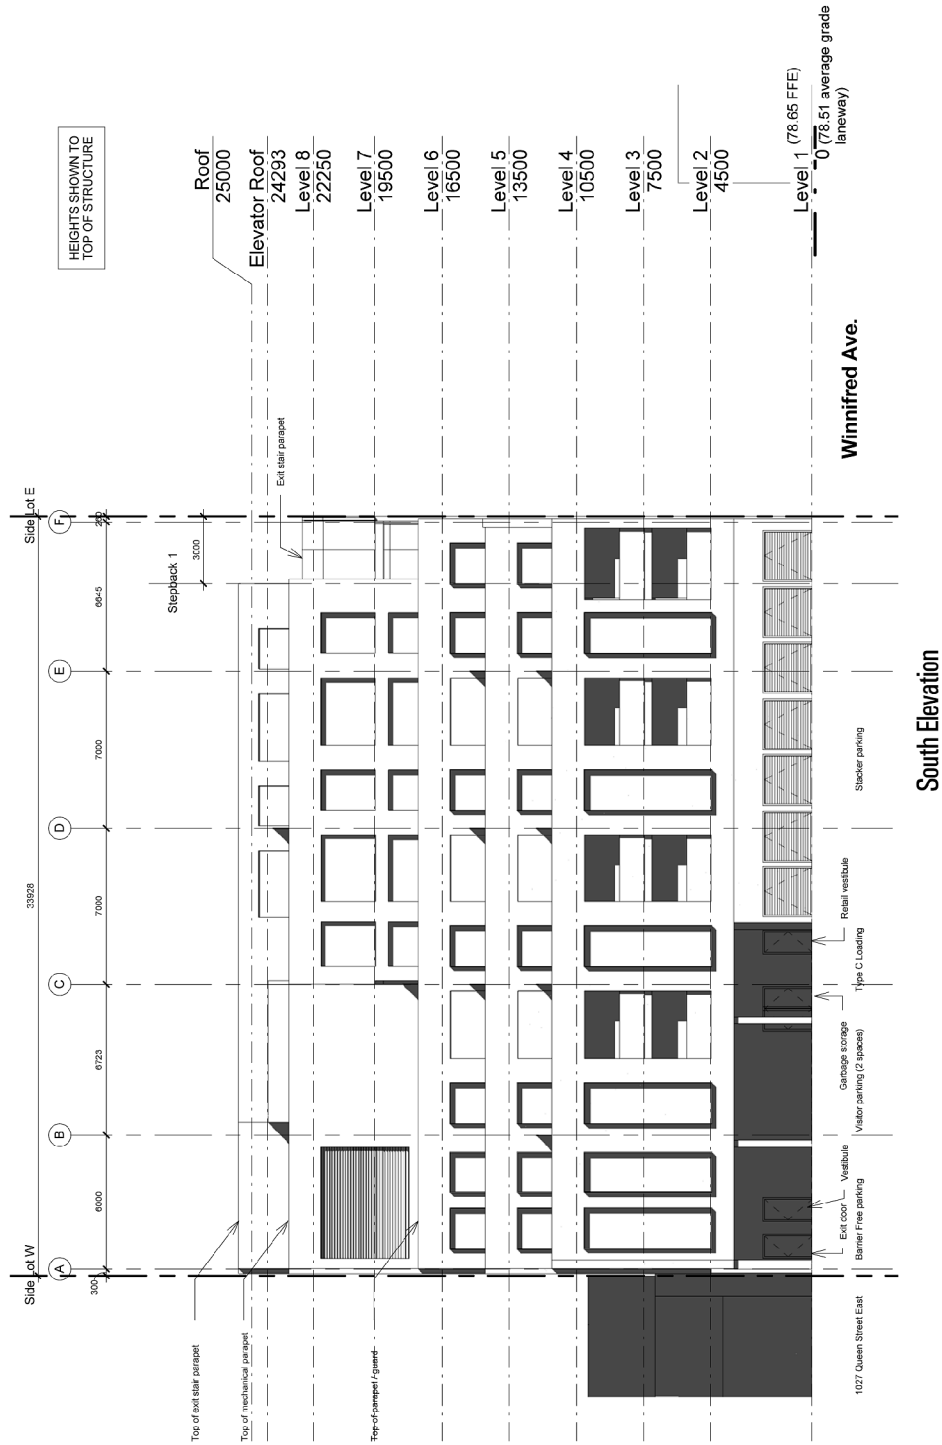 HEIGHTS SHOWN TO
TOP OF STRUCTURE
Side Lot W
Side Lot E
33928
A
B
C
D
E
F
300
6000
6723
7000
7000
6645
260
Stepback 1
3000
Exit stair parapet
Top of exit stair parapet
Top of mechanical parapet
Top of parapet / guard
Roof
25000
Elevator Roof
24293
Level 8
22250
Level 7
19500
Level 6
16500
Level 5
13500
Level 4
10500
Level 3
7500
Level 2
4500
Level 1 (78.65 FFE)
0 (78.51 average grade
laneway)
Winnifred Ave.
1027 Queen Street East
Exit door
Barrier Free parking
Vestibule
Garbage storage
Visitor parking (2 spaces)
Type C Loading
Retail vestibule
Stacker parking
South Elevation